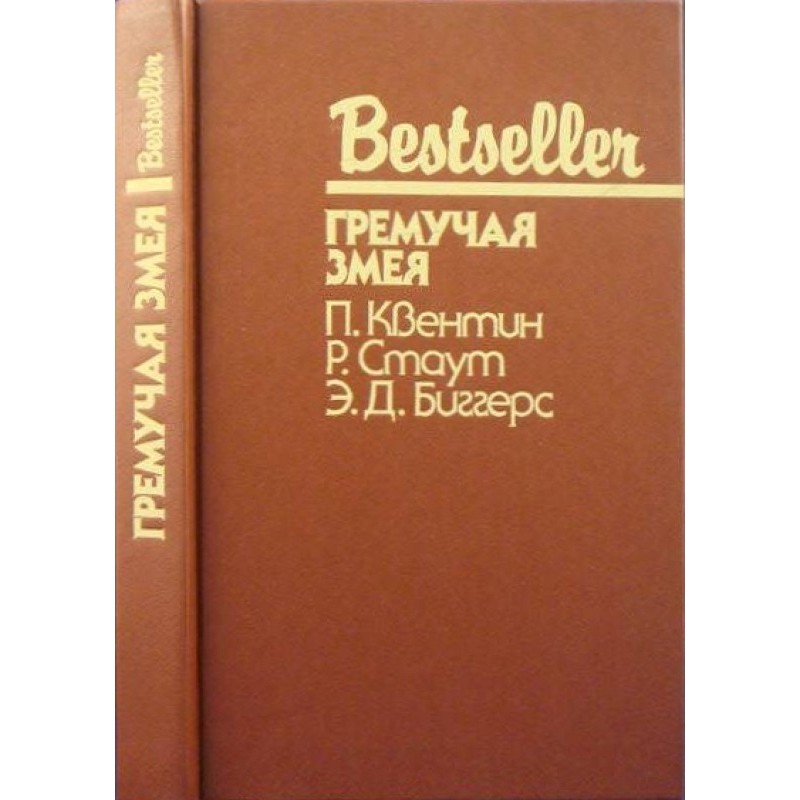 Bestseller
ГРЕМУЧАЯ
ЗМЕЯ
П. Квентин
Р. Стаут
Э. Д. Биггерс
ГРЕМУЧАЯ ЗМЕЯ Bestseller